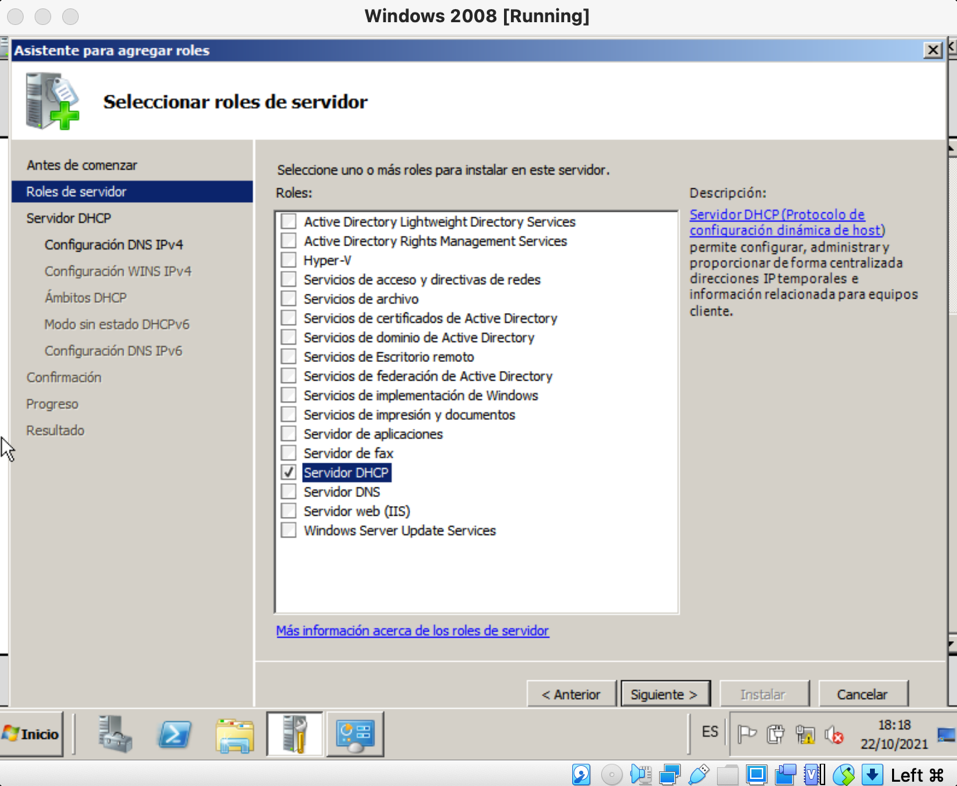 Windows 2008 [Running]
Asistente para agregar roles
Seleccionar roles de servidor
Antes de comenzar
Roles de servidor
Servidor DHCP
Configuración DNS IPv4
Configuración WINS IPv4
Ámbitos DHCP
Modo sin estado DHCPv6
Configuración DNS IPv6
Confirmación
Progreso
Resultado
Seleccione uno o más roles para instalar en este servidor.
Roles:
Active Directory Lightweight Directory Services
Active Directory Rights Management Services
Hyper-V
Servicios de acceso y directivas de redes
Servicios de archivo
Servicios de certificados de Active Directory
Servicios de dominio de Active Directory
Servicios de Escritorio remoto
Servicios de federación de Active Directory
Servicios de implementación de Windows
Servicios de impresión y documentos
Servidor de aplicaciones
Servidor de fax
Servidor DHCP
Servidor DNS
Servidor web (IIS)
Windows Server Update Services
Más información acerca de los roles de servidor
Descripción:
Servidor DHCP (Protocolo de
configuración dinámica de host)
permite configurar, administrar y
proporcionar de forma centralizada
direcciones IP temporales e
información relacionada para equipos
cliente.
< Anterior
Siguiente >
Instalar
Cancelar
Inicio
ES
18:18
22/10/2021
Left ⌘